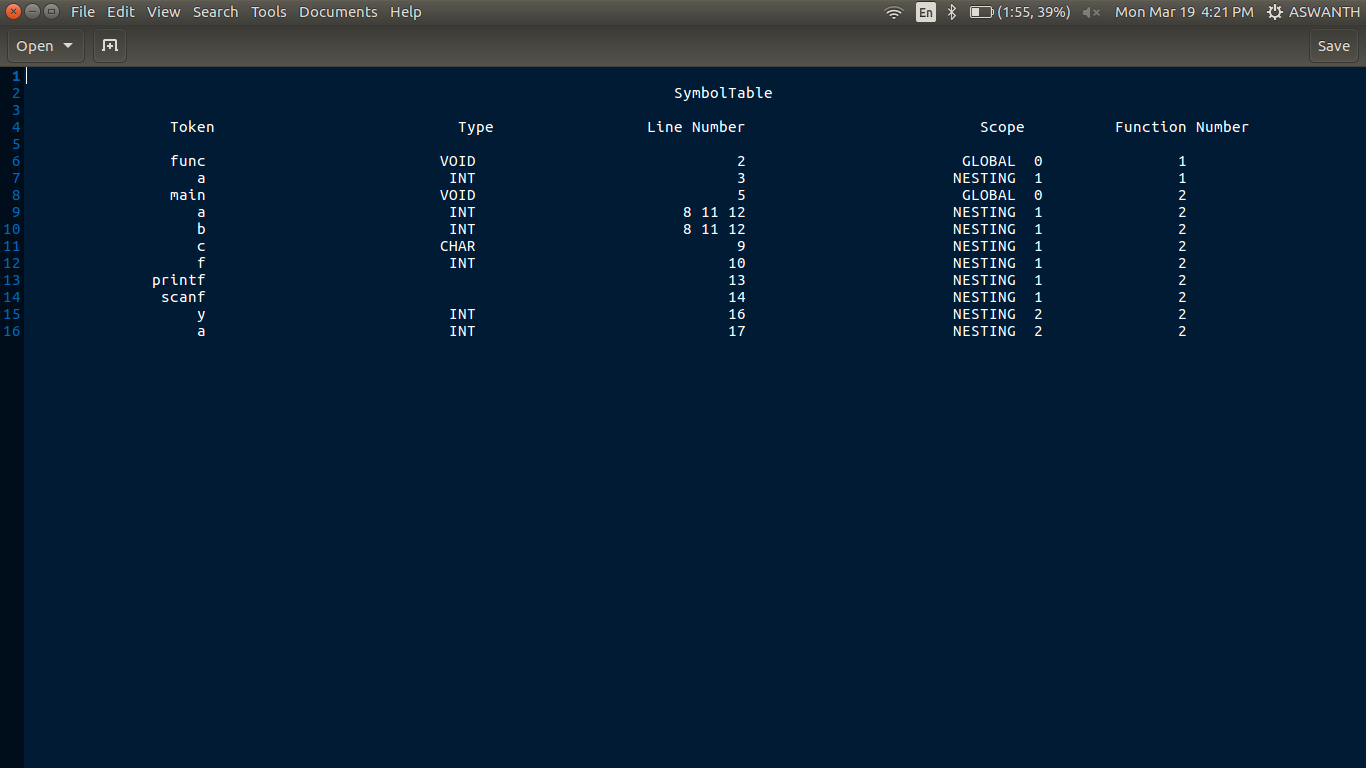 File Edit View Search Tools Documents Help En (1:55, 39%) Mon Mar 19 4:21 PM ASWANTH
Open Save
1
2 SymbolTable
3
4 Token Type Line Number Scope Function Number
5
6 func VOID 2 GLOBAL 0 1
7 a INT 3 NESTING 1 1
8 main VOID 5 GLOBAL 0 2
9 a INT 8 11 12 NESTING 1 2
10 b INT 8 11 12 NESTING 1 2
11 c CHAR 9 NESTING 1 2
12 f INT 10 NESTING 1 2
13 printf 13 NESTING 1 2
14 scanf 14 NESTING 1 2
15 y INT 16 NESTING 2 2
16 a INT 17 NESTING 2 2